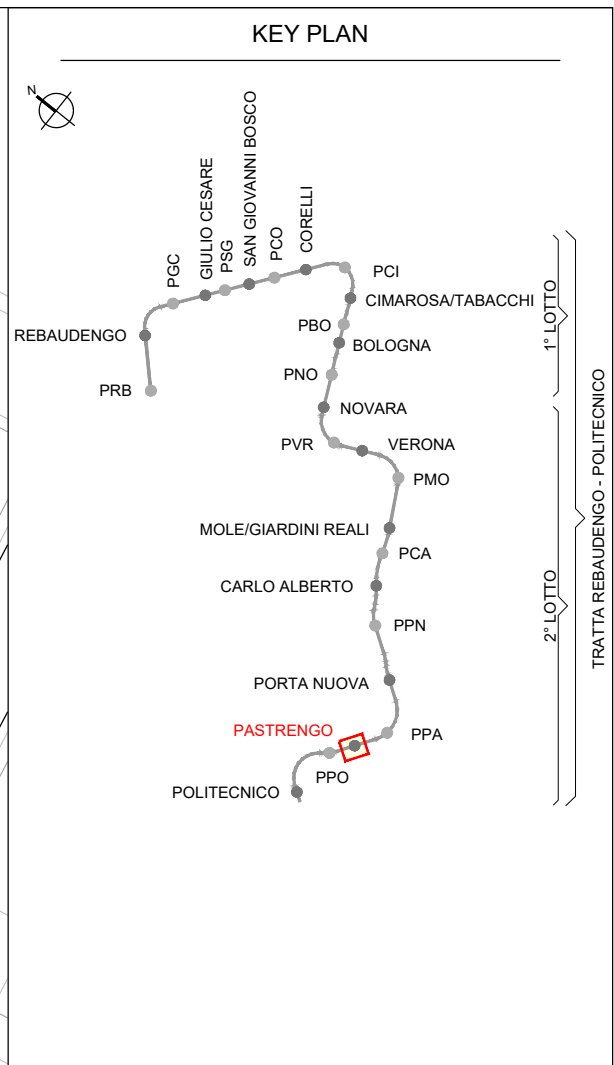 KEY PLAN
N
PGC
GIULIO CESARE
PSG
SAN GIOVANNI BOSCO
PCO
CORELLI
PCI
CIMAROSA/TABACCHI
REBAUDENGO
PBO
BOLOGNA
PNO
PRB
NOVARA
PVR
VERONA
PMO
MOLE/GIARDINI REALI
PCA
CARLO ALBERTO
PPN
PORTA NUOVA
PASTRENGO
PPA
PPO
POLITECNICO
1° LOTTO
2° LOTTO
TRATTA REBAUDENGO - POLITECNICO